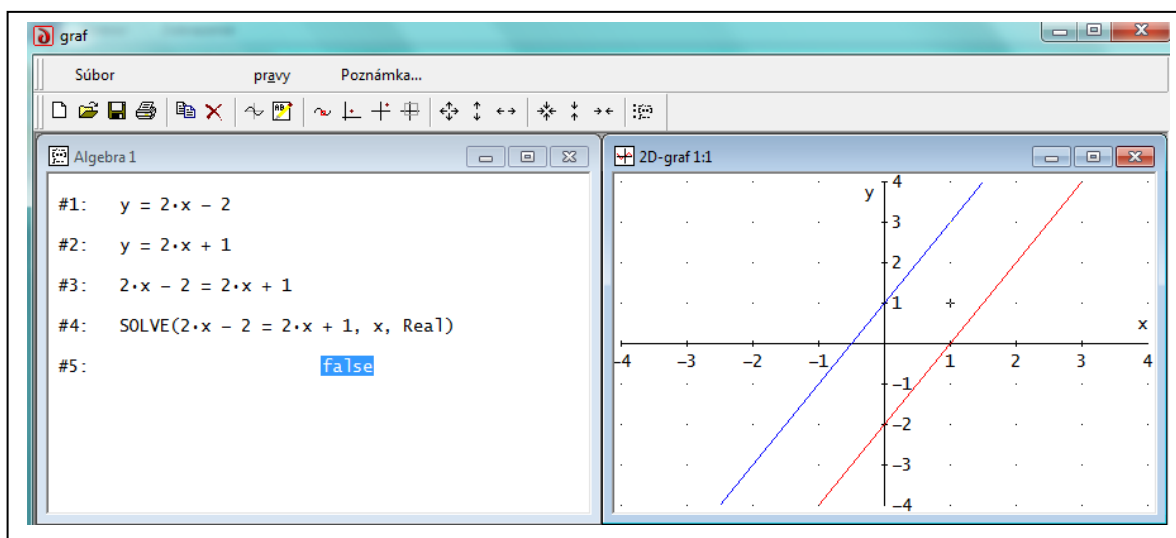 graf
Súbor pravy Poznámka...
Algebra 1
#1: y = 2·x − 2
#2: y = 2·x + 1
#3: 2·x − 2 = 2·x + 1
#4: SOLVE(2·x − 2 = 2·x + 1, x, Real)
#5: false
2D-graf 1:1
y
4
3
2
1
x
−4 −3 −2 −1 1 2 3 4
−1
−2
−3
−4